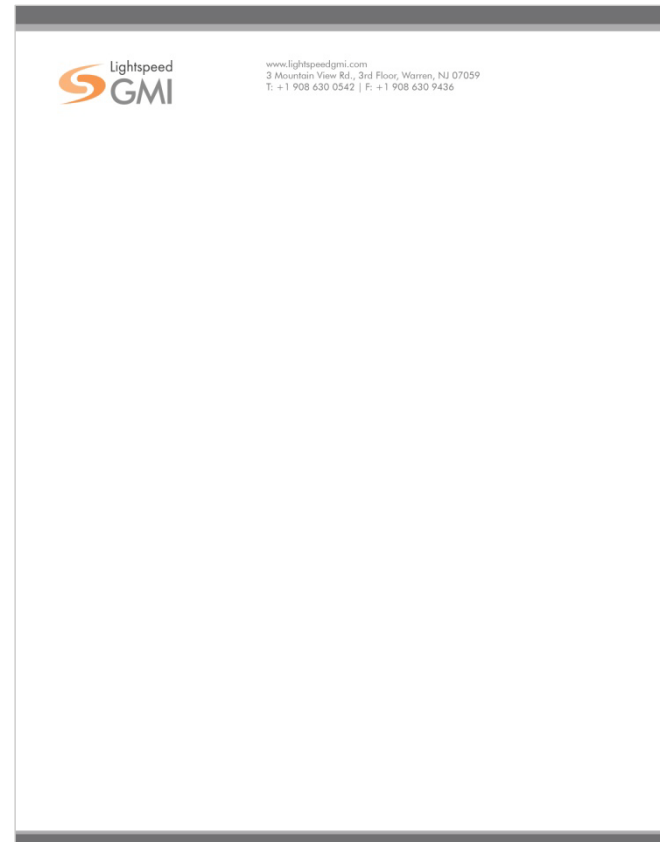 Lightspeed
GMI
www.lightspeedgmi.com
3 Mountain View Rd., 3rd Floor, Warren, NJ 07059
T: +1 908 630 0542 | F: +1 908 630 9436